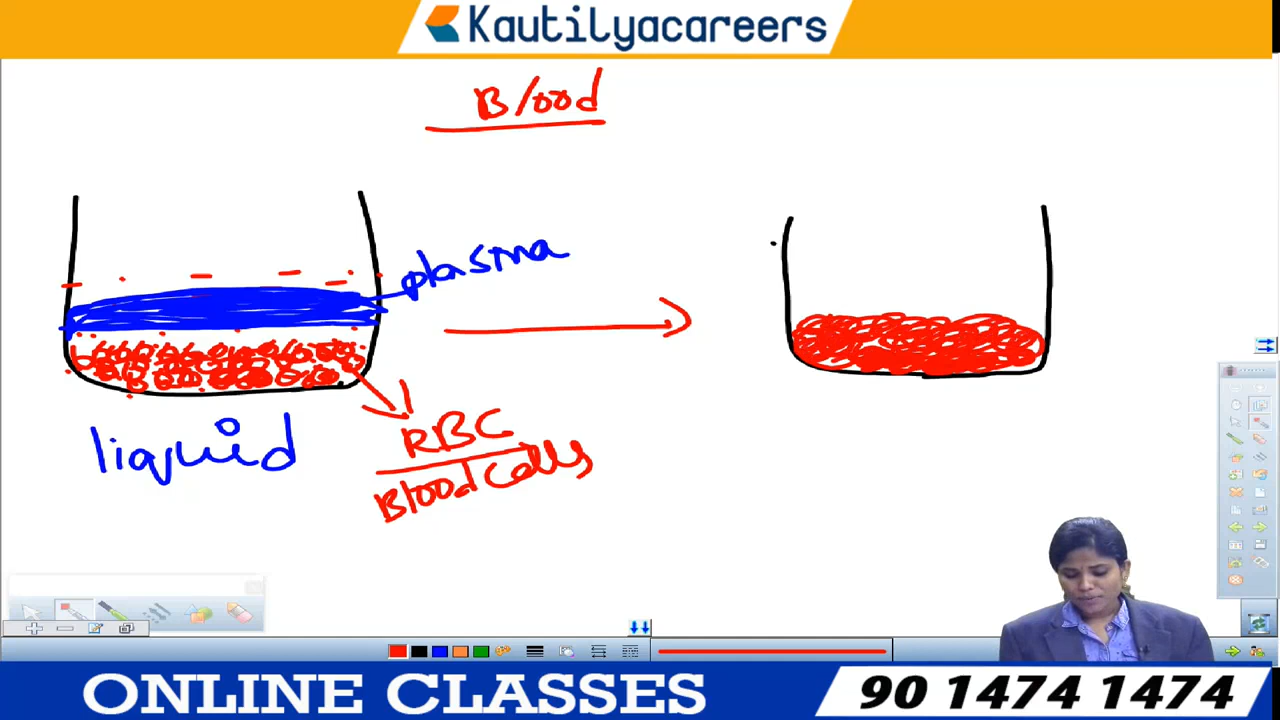 Kautilyacareers
Blood
plasma
liquid
RBC
Blood cells
ONLINE CLASSES
90 1474 1474